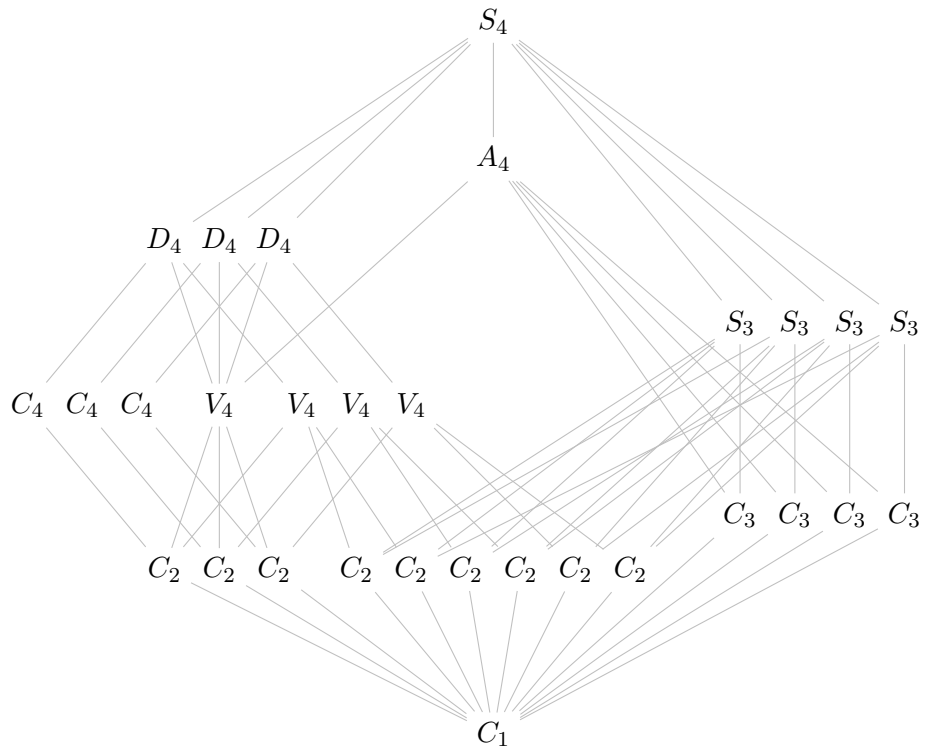 S₄
A₄
D₄ D₄ D₄
S₃ S₃ S₃ S₃
C₄ C₄ C₄ V₄ V₄ V₄ V₄
C₃ C₃ C₃ C₃
C₂ C₂ C₂ C₂ C₂ C₂ C₂ C₂ C₂
C₁